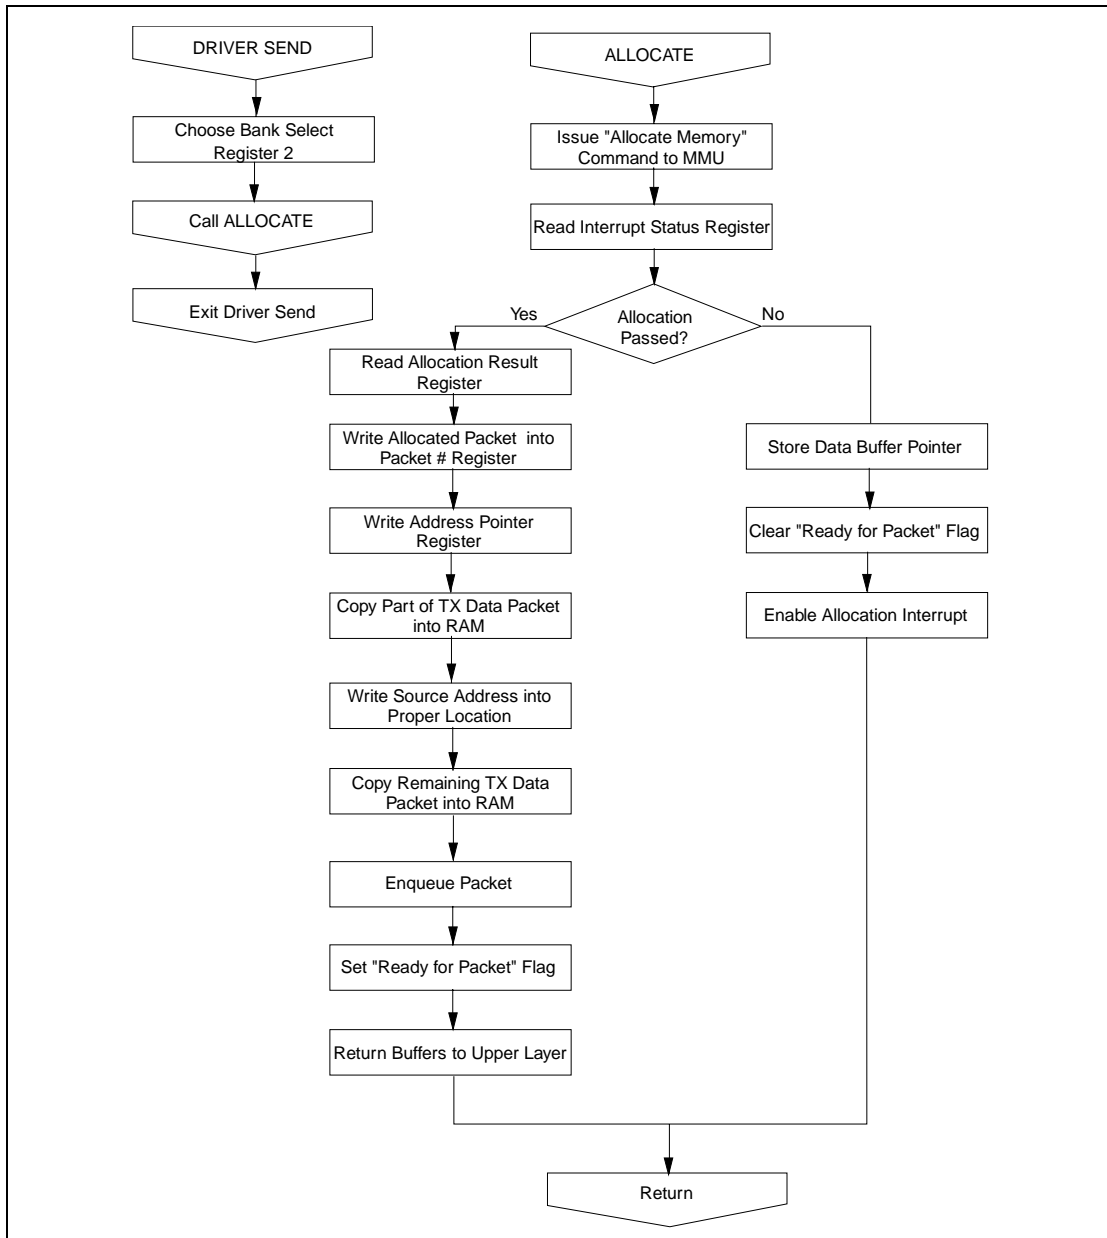 DRIVER SEND
Choose Bank Select
Register 2
Call ALLOCATE
Exit Driver Send
ALLOCATE
Issue "Allocate Memory"
Command to MMU
Read Interrupt Status Register
Allocation
Passed?
Yes
No
Read Allocation Result
Register
Write Allocated Packet into
Packet # Register
Write Address Pointer
Register
Copy Part of TX Data Packet
into RAM
Write Source Address into
Proper Location
Copy Remaining TX Data
Packet into RAM
Enqueue Packet
Set "Ready for Packet" Flag
Return Buffers to Upper Layer
Store Data Buffer Pointer
Clear "Ready for Packet" Flag
Enable Allocation Interrupt
Return